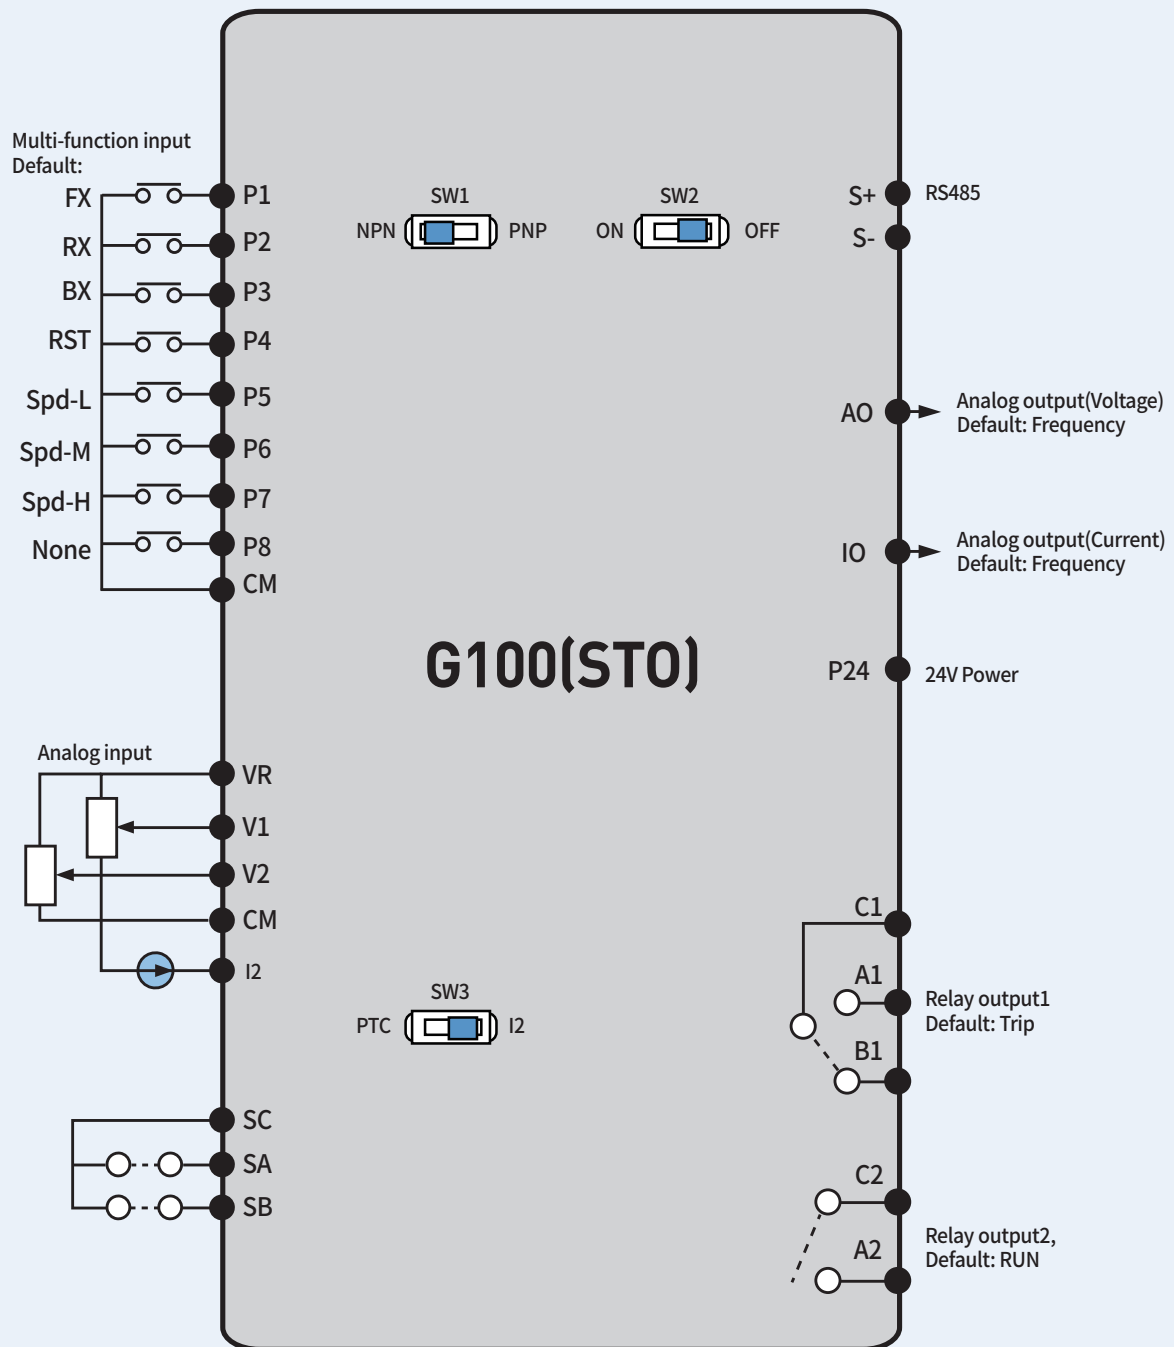 Multi-function input
Default:
FX
P1
RX
P2
BX
P3
RST
P4
Spd-L
P5
Spd-M
P6
Spd-H
P7
None
P8
CM
SW1
NPN
PNP
SW2
ON
OFF
S+
RS485
S-
AO
Analog output(Voltage)
Default: Frequency
IO
Analog output(Current)
Default: Frequency
G100(STO)
P24
24V Power
Analog input
VR
V1
V2
CM
I2
SW3
PTC
I2
C1
A1
Relay output1
Default: Trip
B1
SC
SA
SB
C2
A2
Relay output2,
Default: RUN